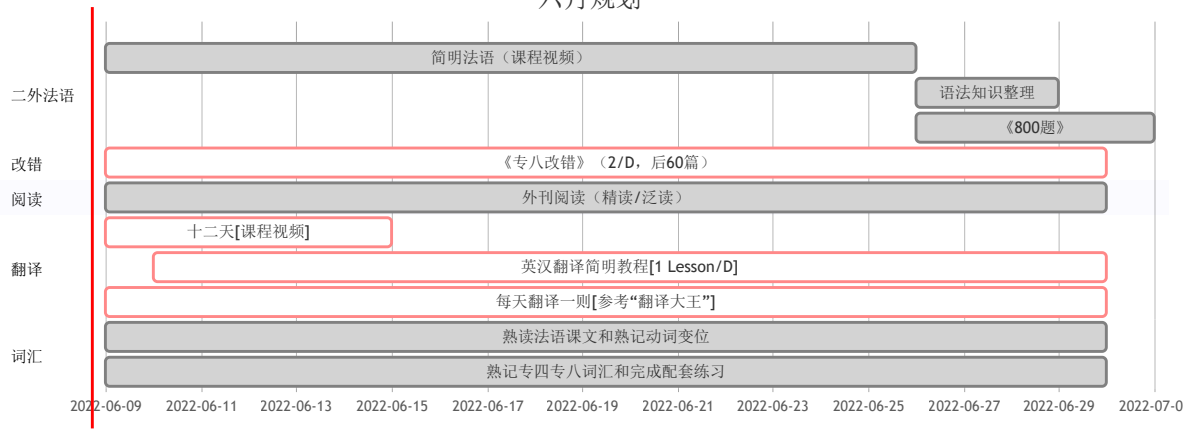 六月规划
二外法语
简明法语（课程视频）
语法知识整理
《800题》
改错
《专八改错》（2/D，后60篇）
阅读
外刊阅读（精读/泛读）
翻译
十二天[课程视频]
英汉翻译简明教程[1 Lesson/D]
每天翻译一则[参考“翻译大王”]
词汇
熟读法语课文和熟记动词变位
熟记专四专八词汇和完成配套练习
2022-06-09 2022-06-11 2022-06-13 2022-06-15 2022-06-17 2022-06-19 2022-06-21 2022-06-23 2022-06-25 2022-06-27 2022-06-29 2022-07-0